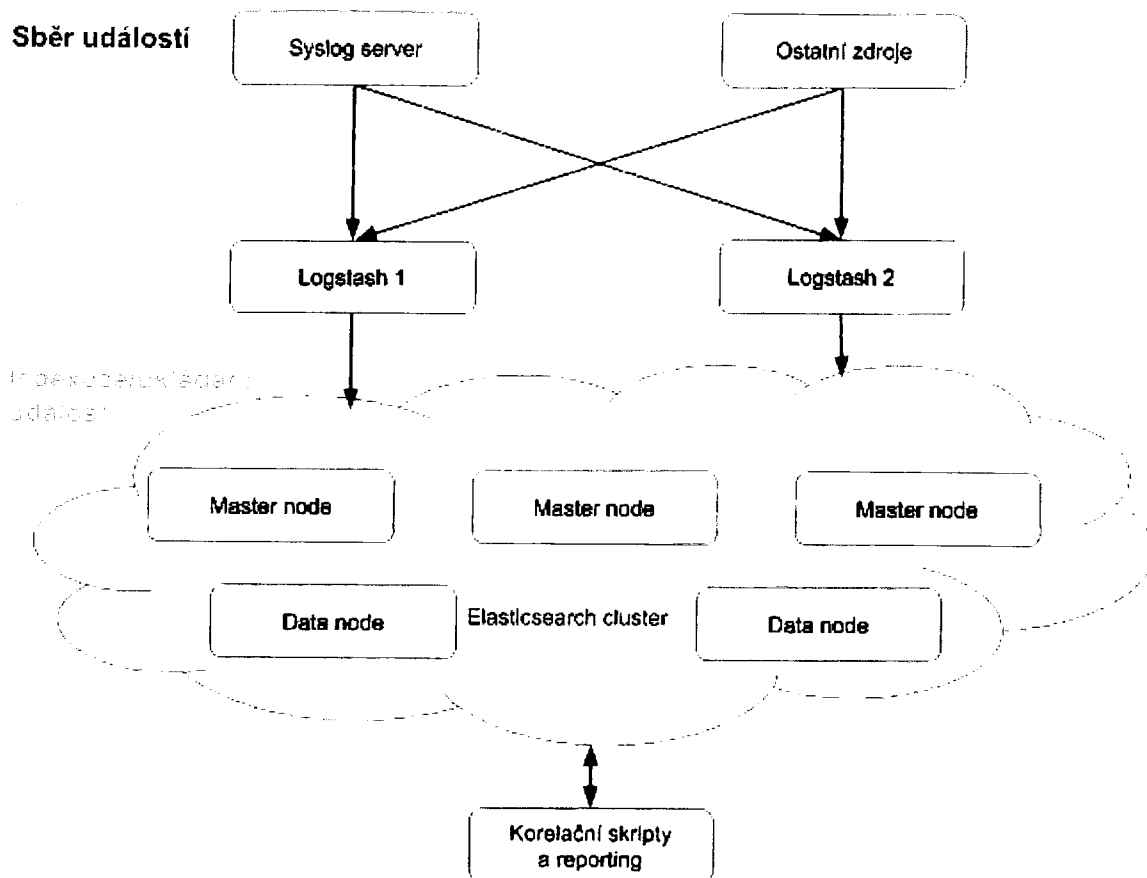 Sběr událostí
Syslog server
Ostatní zdroje
Logstash 1
Logstash 2
Master node
Master node
Master node
Data node
Elasticsearch cluster
Data node
Korelační skripty
a reporting